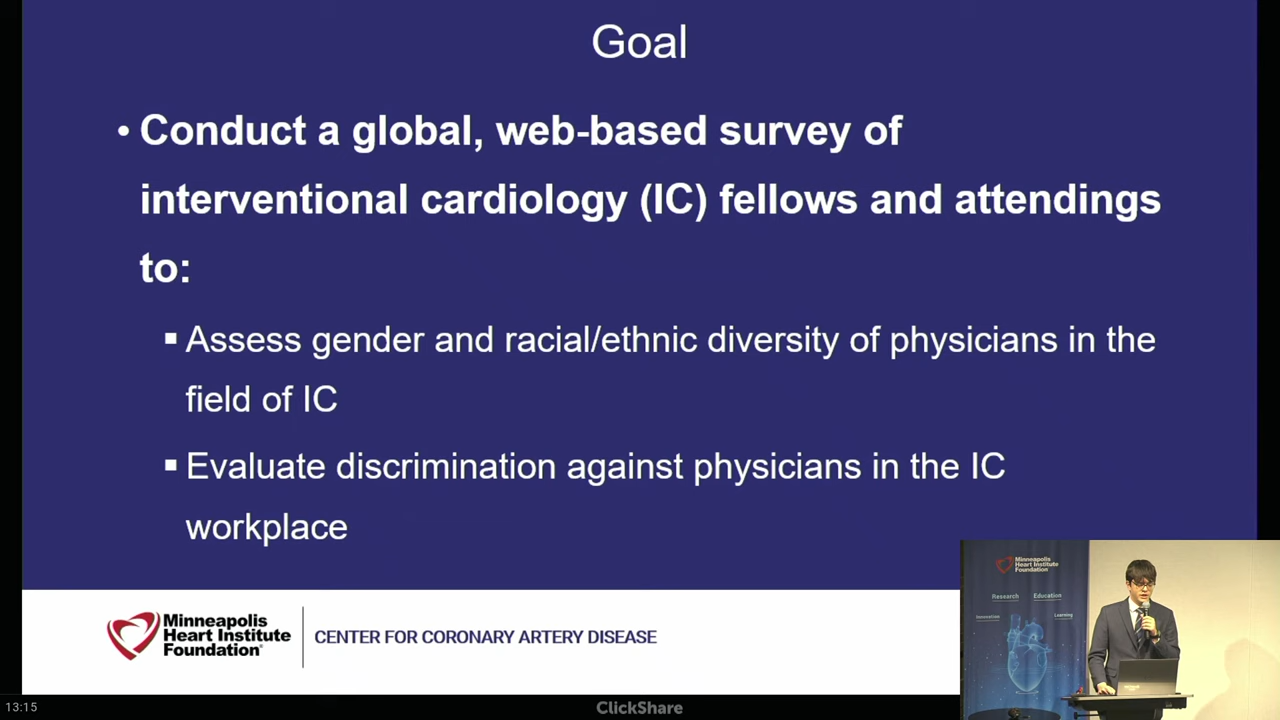 Goal
• Conduct a global, web-based survey of
interventional cardiology (IC) fellows and attendings
to:
▪ Assess gender and racial/ethnic diversity of physicians in the
field of IC
▪ Evaluate discrimination against physicians in the IC
workplace
Minneapolis
Heart Institute
Foundation®
CENTER FOR CORONARY ARTERY DISEASE
Minneapolis
Heart Institute
Foundation
Research
Education
Innovation
Learning
13:15
ClickShare